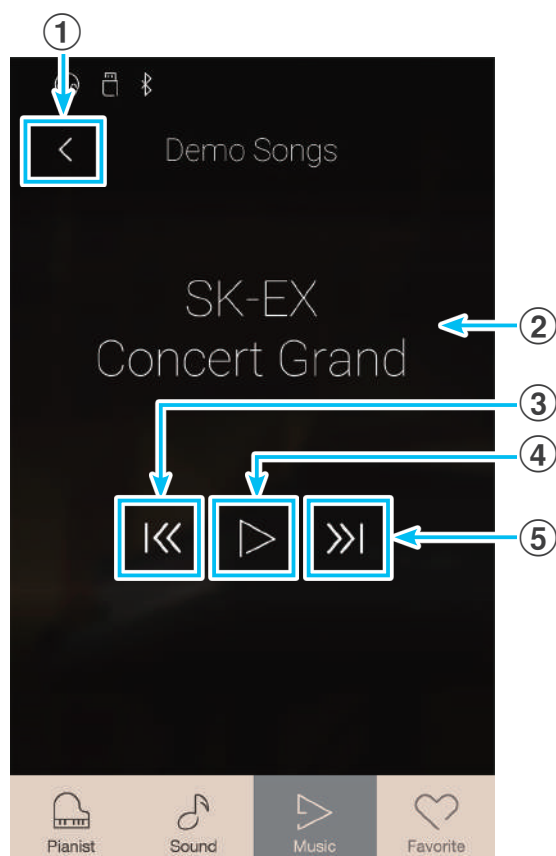 ①
Demo Songs
SK-EX
Concert Grand
②
③
④
⑤
Pianist Sound Music Favorite